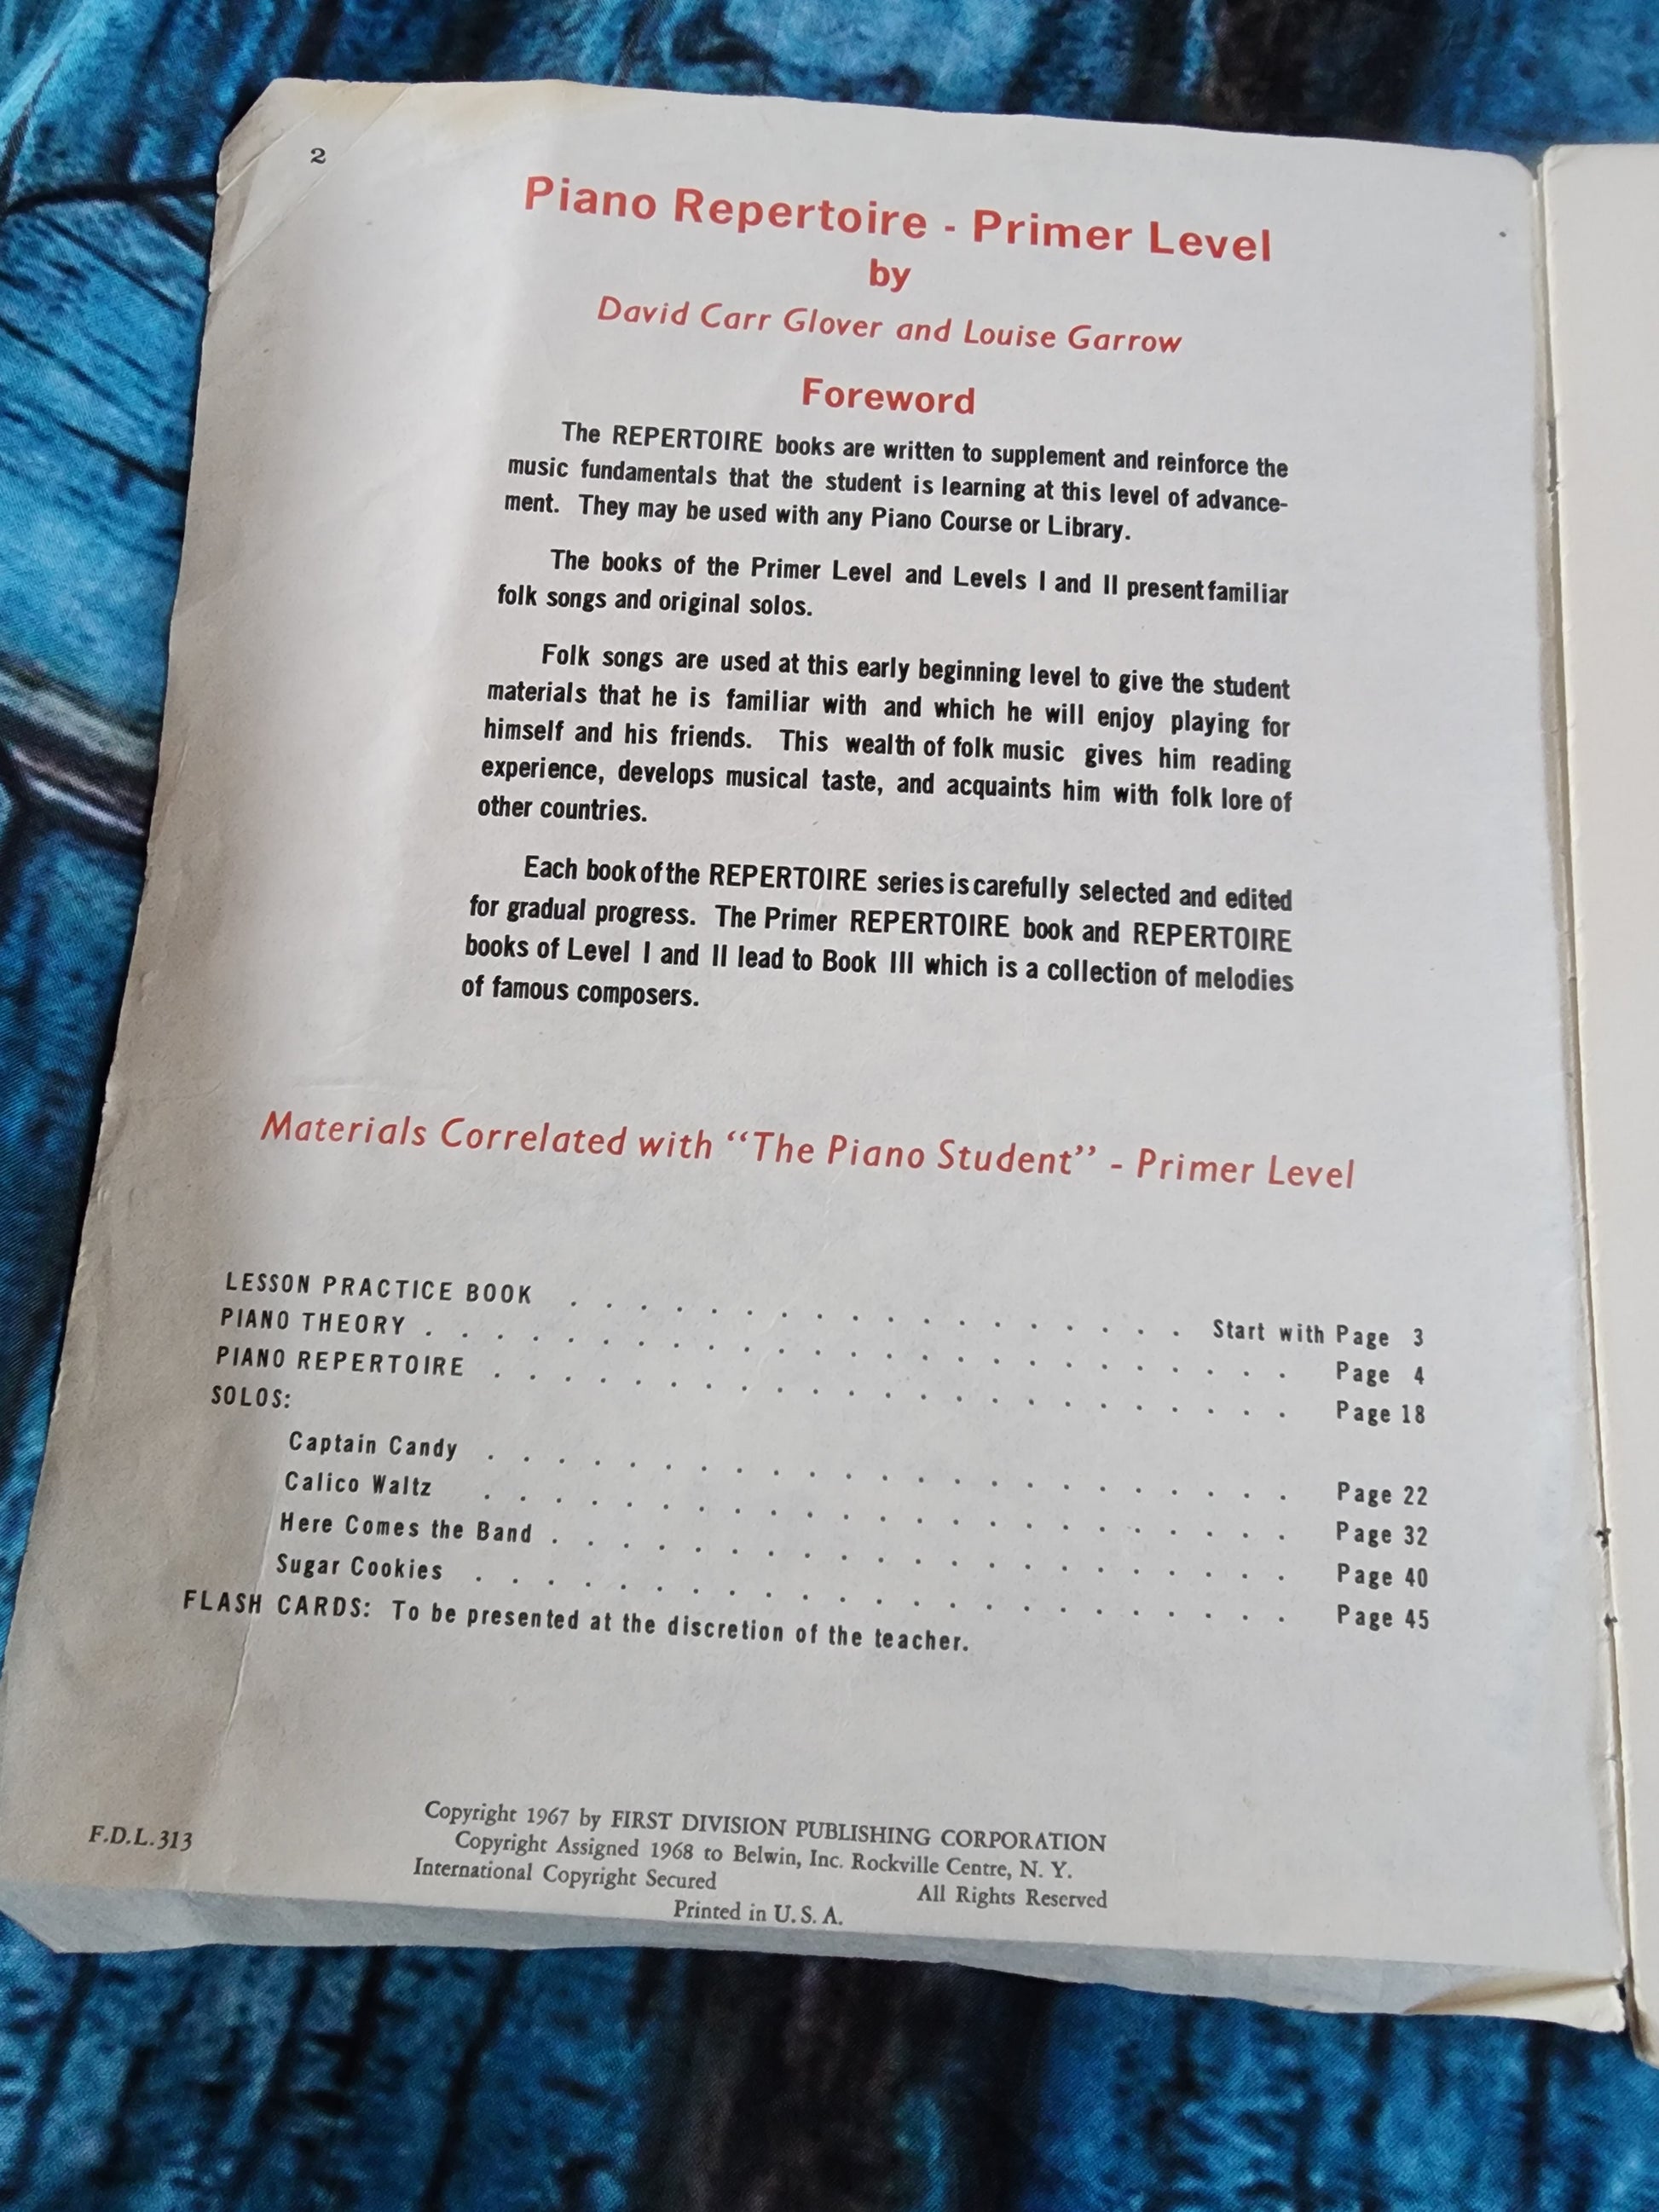 2
Piano Repertoire - Primer Level
by
David Carr Glover and Louise Garrow
Foreword
The REPERTOIRE books are written to supplement and reinforce the
music fundamentals that the student is learning at this level of advance-
ment. They may be used with any Piano Course or Library.
The books of the Primer Level and Levels I and II present familiar
folk songs and original solos.
Folk songs are used at this early beginning level to give the student
materials that he is familiar with and which he will enjoy playing for
himself and his friends. This wealth of folk music gives him reading
experience, develops musical taste, and acquaints him with folk lore of
other countries.
Each book of the REPERTOIRE series is carefully selected and edited
for gradual progress. The Primer REPERTOIRE book and REPERTOIRE
books of Level I and II lead to Book III which is a collection of melodies
of famous composers.
Materials Correlated with “The Piano Student” - Primer Level
LESSON PRACTICE BOOK . . . . . . . . . . . . . . . . . . Start with Page 3
PIANO THEORY . . . . . . . . . . . . . . . . . . . . . . . . . Page 4
PIANO REPERTOIRE . . . . . . . . . . . . . . . . . . . . . . . Page 18
SOLOS:
Captain Candy . . . . . . . . . . . . . . . . . . . . . . . Page 22
Calico Waltz . . . . . . . . . . . . . . . . . . . . . . . Page 32
Here Comes the Band . . . . . . . . . . . . . . . . . . . . . Page 40
Sugar Cookies . . . . . . . . . . . . . . . . . . . . . . . Page 45
FLASH CARDS: To be presented at the discretion of the teacher.
Copyright 1967 by FIRST DIVISION PUBLISHING CORPORATION
Copyright Assigned 1968 to Belwin, Inc. Rockville Centre, N. Y.
International Copyright Secured All Rights Reserved
Printed in U. S. A.
F.D.L.313